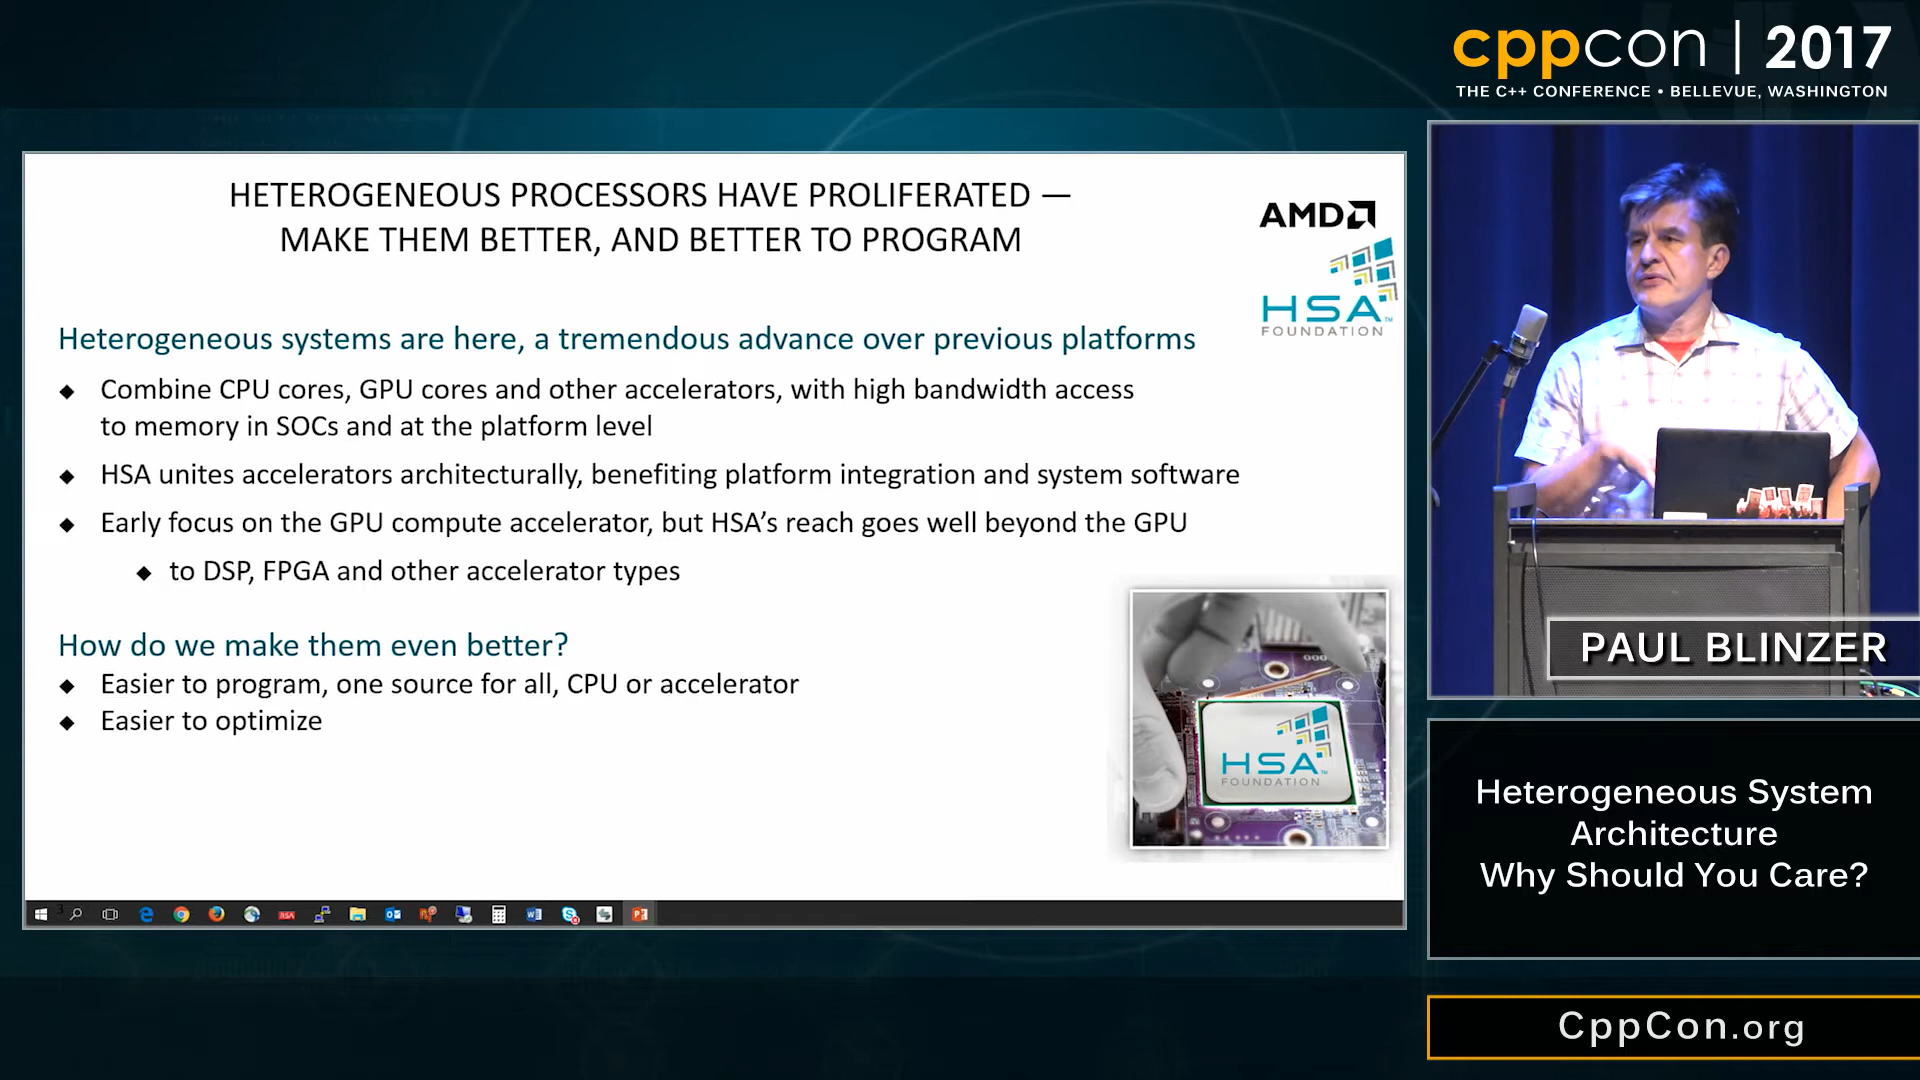 cppcon | 2017
THE C++ CONFERENCE • BELLEVUE, WASHINGTON
HETEROGENEOUS PROCESSORS HAVE PROLIFERATED —
MAKE THEM BETTER, AND BETTER TO PROGRAM
AMD
HSA™
FOUNDATION
Heterogeneous systems are here, a tremendous advance over previous platforms
◆ Combine CPU cores, GPU cores and other accelerators, with high bandwidth access
to memory in SOCs and at the platform level
◆ HSA unites accelerators architecturally, benefiting platform integration and system software
◆ Early focus on the GPU compute accelerator, but HSA’s reach goes well beyond the GPU
◆ to DSP, FPGA and other accelerator types
How do we make them even better?
◆ Easier to program, one source for all, CPU or accelerator
◆ Easier to optimize
HSA™
FOUNDATION
3
HSA
PAUL BLINZER
Heterogeneous System
Architecture
Why Should You Care?
CppCon.org